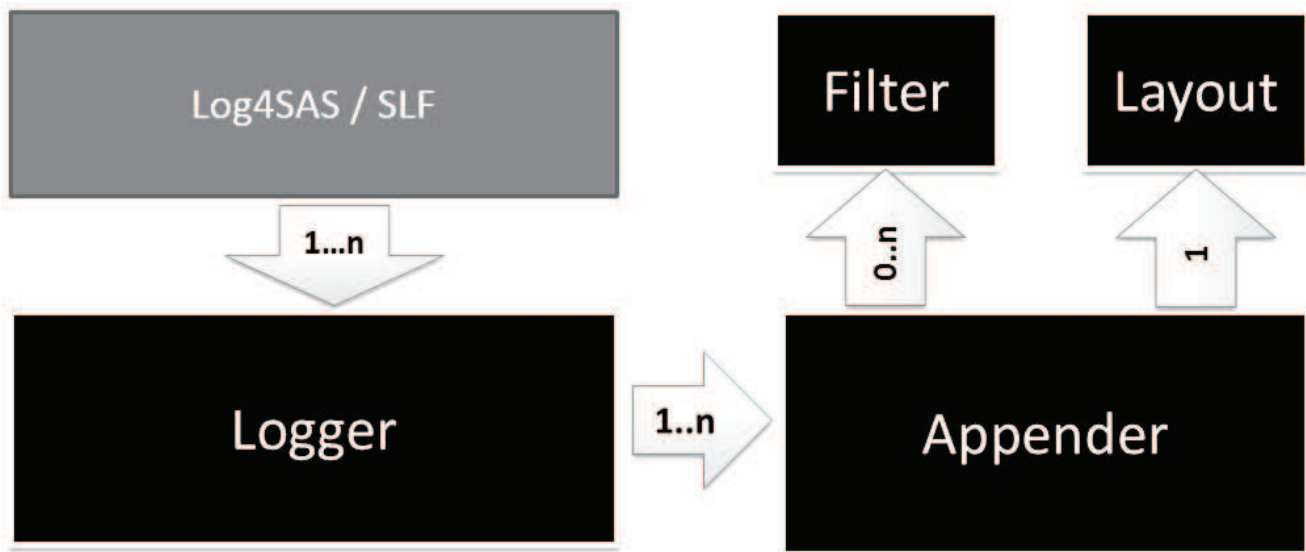 Log4SAS / SLF
Filter
Layout
1...n
0..n
1
Logger
1..n
Appender